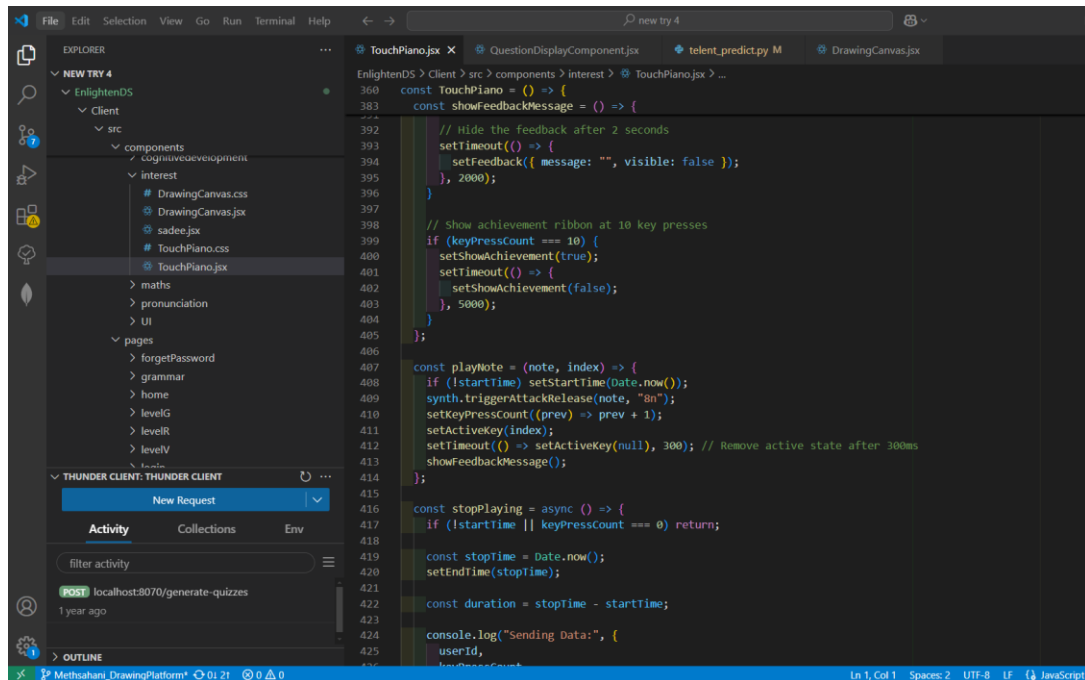 File Edit Selection View Go Run Terminal Help
new try 4
EXPLORER
NEW TRY 4
EnlightenDS
Client
src
components
cognitivedevelopment
interest
# DrawingCanvas.css
DrawingCanvas.jsx
sadee.jsx
# TouchPiano.css
TouchPiano.jsx
maths
pronunciation
UI
pages
forgetPassword
grammar
home
levelG
levelR
levelV
login
THUNDER CLIENT: THUNDER CLIENT
New Request
Activity Collections Env
filter activity
POST localhost:8070/generate-quizzes
1 year ago
OUTLINE
TouchPiano.jsx QuestionDisplayComponent.jsx telent_predict.py M DrawingCanvas.jsx
EnlightenDS > Client > src > components > interest > TouchPiano.jsx > ...
360 const TouchPiano = () => {
383 const showFeedbackMessage = () => {
391
392 // Hide the feedback after 2 seconds
393 setTimeout(() => {
394 setFeedback({ message: "", visible: false });
395 }, 2000);
396 }
397
398 // Show achievement ribbon at 10 key presses
399 if (keyPressCount === 10) {
400 setShowAchievement(true);
401 setTimeout(() => {
402 setShowAchievement(false);
403 }, 5000);
404 }
405 };
406
407 const playNote = (note, index) => {
408 if (!startTime) setStartTime(Date.now());
409 synth.triggerAttackRelease(note, "8n");
410 setKeyPressCount((prev) => prev + 1);
411 setActiveKey(index);
412 setTimeout(() => setActiveKey(null), 300); // Remove active state after 300ms
413 showFeedbackMessage();
414 };
415
416 const stopPlaying = async () => {
417 if (!startTime || keyPressCount === 0) return;
418
419 const stopTime = Date.now();
420 setEndTime(stopTime);
421
422 const duration = stopTime - startTime;
423
424 console.log("Sending Data:", {
425 userId,
426 keyPressCount
Methsahani_DrawingPlatform* 0↓ 2↑ 0 0
Ln 1, Col 1 Spaces: 2 UTF-8 LF {} JavaScript